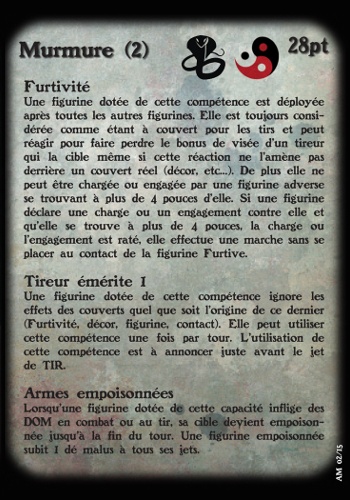 Murmure (2)
28pt
Furtivité
Une figurine dotée de cette compétence est déployée
après toutes les autres figurines. Elle est toujours consi-
dérée comme étant à couvert pour les tirs et peut
réagir pour faire perdre le bonus de visée d'un tireur
qui la cible même si cette réaction ne l'amène pas
derrière un couvert réel (décor, etc...). De plus elle ne
peut être chargée ou engagée par une figurine adverse
se trouvant à plus de 4 pouces d'elle. Si une figurine
déclare une charge ou un engagement contre elle et
qu'elle se trouve à plus de 4 pouces, la charge ou
l'engagement est raté, elle effectue une marche sans se
placer au contact de la figurine Furtive.
Tireur émérite 1
Une figurine dotée de cette compétence ignore les
effets des couverts quel que soit l'origine de ce dernier
(Furtivité, décor, figurine, contact). Elle peut utiliser
cette compétence une fois par tour. L'utilisation de
cette compétence est à annoncer juste avant le jet
de TIR.
Armes empoisonnées
Lorsqu'une figurine dotée de cette capacité inflige des
DOM en combat ou au tir, sa cible devient empoison-
née jusqu'à la fin du tour. Une figurine empoisonnée
subit 1 dé malus à tous ses jets.
AM 02/15